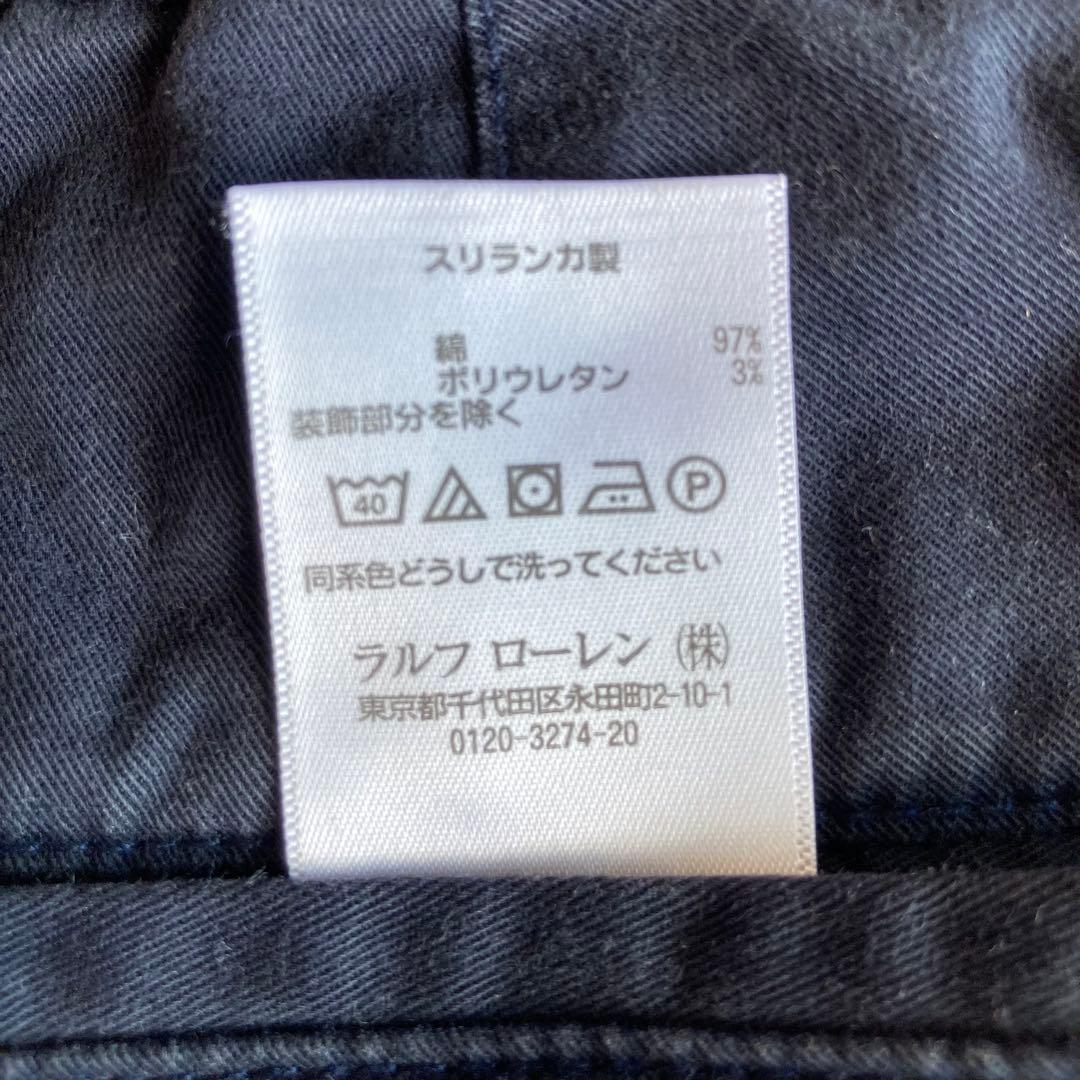 スリランカ製
綿 97%
ポリウレタン 3%
装飾部分を除く
40 P
同系色どうしで洗ってください
ラルフ ローレン (株)
東京都千代田区永田町2-10-1
0120-3274-20